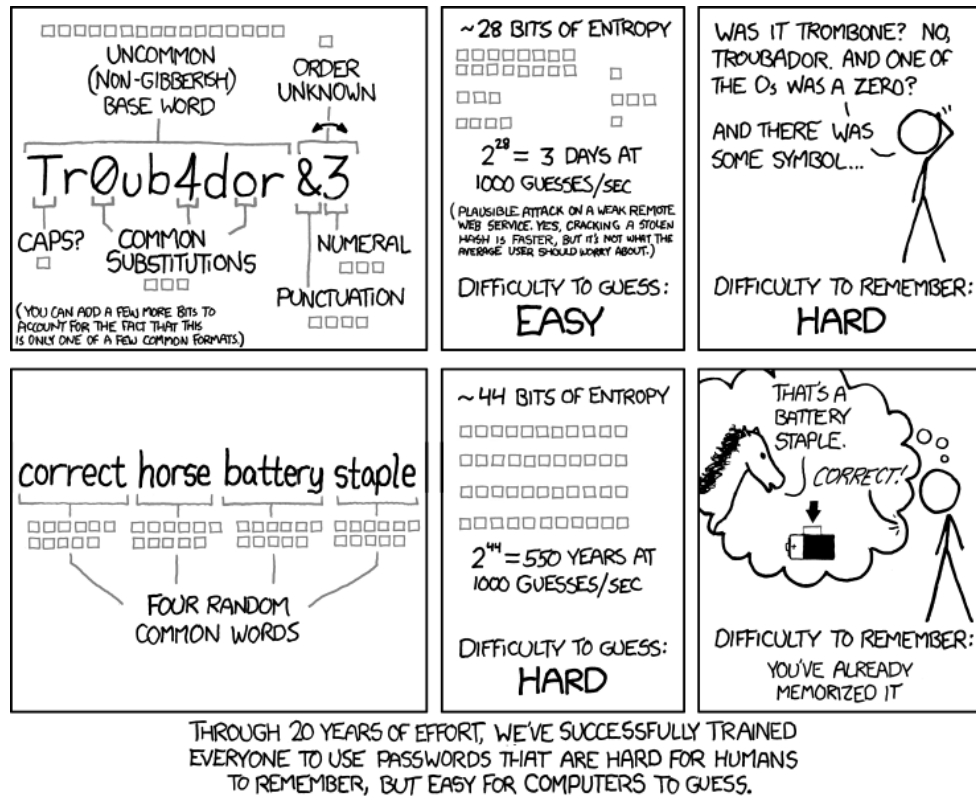 UNCOMMON
(NON-GIBBERISH)
BASE WORD
ORDER
UNKNOWN
Tr0ub4dor &3
CAPS?
COMMON
SUBSTITUTIONS
NUMERAL
PUNCTUATION
(YOU CAN ADD A FEW MORE BITS TO
ACCOUNT FOR THE FACT THAT THIS
IS ONLY ONE OF A FEW COMMON FORMATS.)
~28 BITS OF ENTROPY
2^28 = 3 DAYS AT
1000 GUESSES/SEC
(PLAUSIBLE ATTACK ON A WEAK REMOTE
WEB SERVICE. YES, CRACKING A STOLEN
HASH IS FASTER, BUT IT'S NOT WHAT THE
AVERAGE USER SHOULD WORRY ABOUT.)
DIFFICULTY TO GUESS:
EASY
WAS IT TROMBONE? NO,
TROUBADOR. AND ONE OF
THE Os WAS A ZERO?
AND THERE WAS
SOME SYMBOL...
DIFFICULTY TO REMEMBER:
HARD
correct horse battery staple
FOUR RANDOM
COMMON WORDS
~44 BITS OF ENTROPY
2^44 = 550 YEARS AT
1000 GUESSES/SEC
DIFFICULTY TO GUESS:
HARD
THAT'S A
BATTERY
STAPLE.
CORRECT!
DIFFICULTY TO REMEMBER:
YOU'VE ALREADY
MEMORIZED IT
THROUGH 20 YEARS OF EFFORT, WE'VE SUCCESSFULLY TRAINED
EVERYONE TO USE PASSWORDS THAT ARE HARD FOR HUMANS
TO REMEMBER, BUT EASY FOR COMPUTERS TO GUESS.